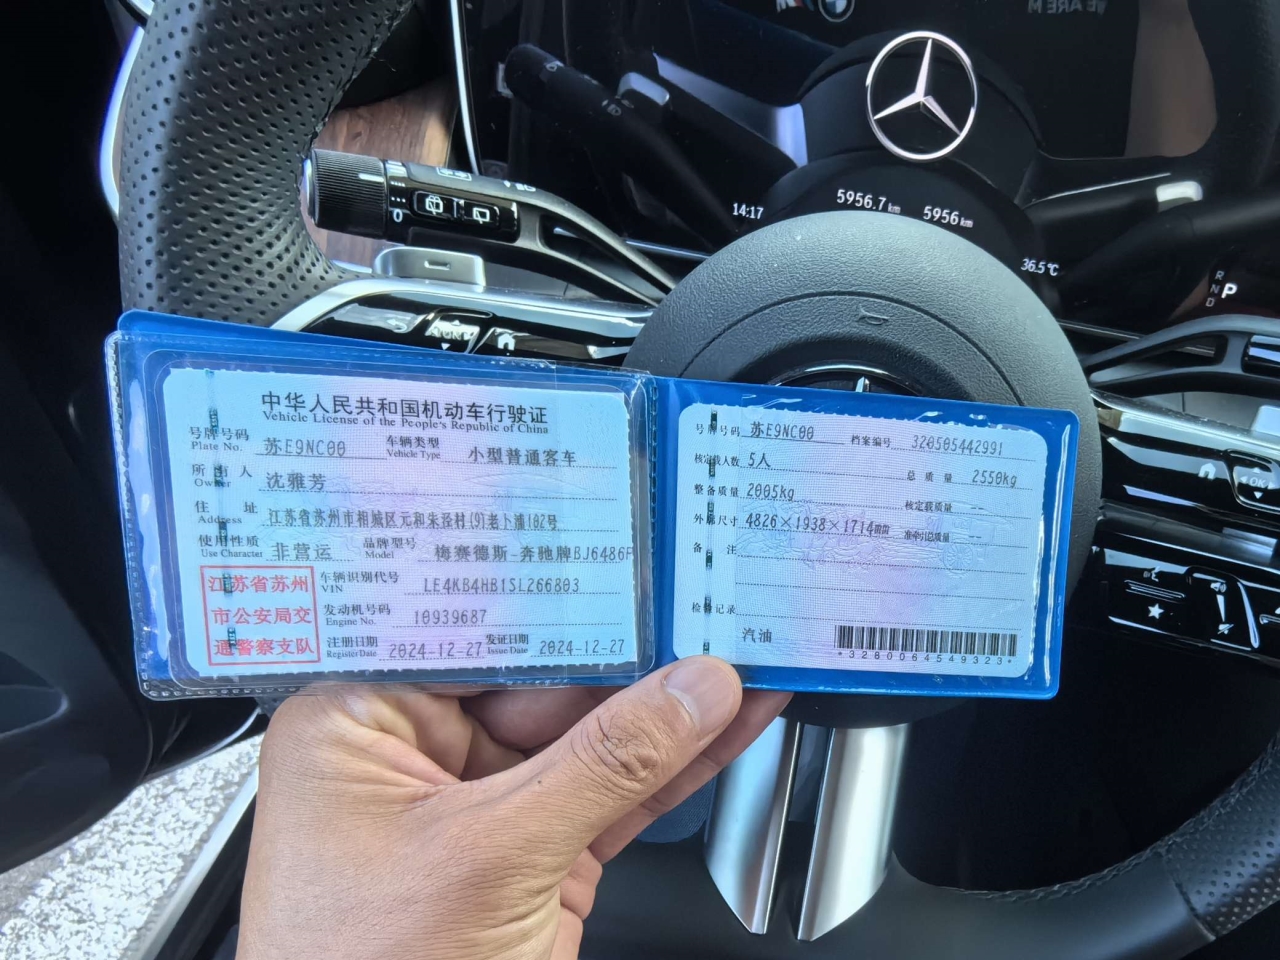 14:17
5956.7 km 5956 km
36.5℃
R
N
D
P
中华人民共和国机动车行驶证
Vehicle License of the People's Republic of China
号牌号码 苏E9NC00 车辆类型 小型普通客车
Plate No. Vehicle Type
所有人 沈雅芳
Owner
住址 江苏省苏州市相城区元和朱泾村(9)老卜浦102号
Address
使用性质 非营运 品牌型号 梅赛德斯-奔驰牌BJ6486F
Use Character Model
江苏省苏州
市公安局交
通警察支队
车辆识别代号 LE4KB4HB1SL266803
VIN
发动机号码 10939687
Engine No.
注册日期 2024-12-27 发证日期 2024-12-27
Register Date Issue Date
号牌号码 苏E9NC00 档案编号 320505442991
核定载人数 5人 总质量 2550kg
整备质量 2005kg 核定载质量 --
外廓尺寸 4826×1938×1714mm 准牵引总质量 --
备注
检验记录
汽油
*3280064549323*
OK
OK